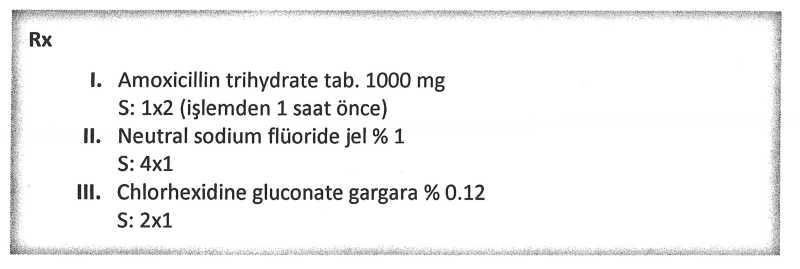 Rx
I. Amoxicillin trihydrate tab. 1000 mg
S: 1x2 (işlemden 1 saat önce)
II. Neutral sodium flüoride jel % 1
S: 4x1
III. Chlorhexidine gluconate gargara % 0.12
S: 2x1